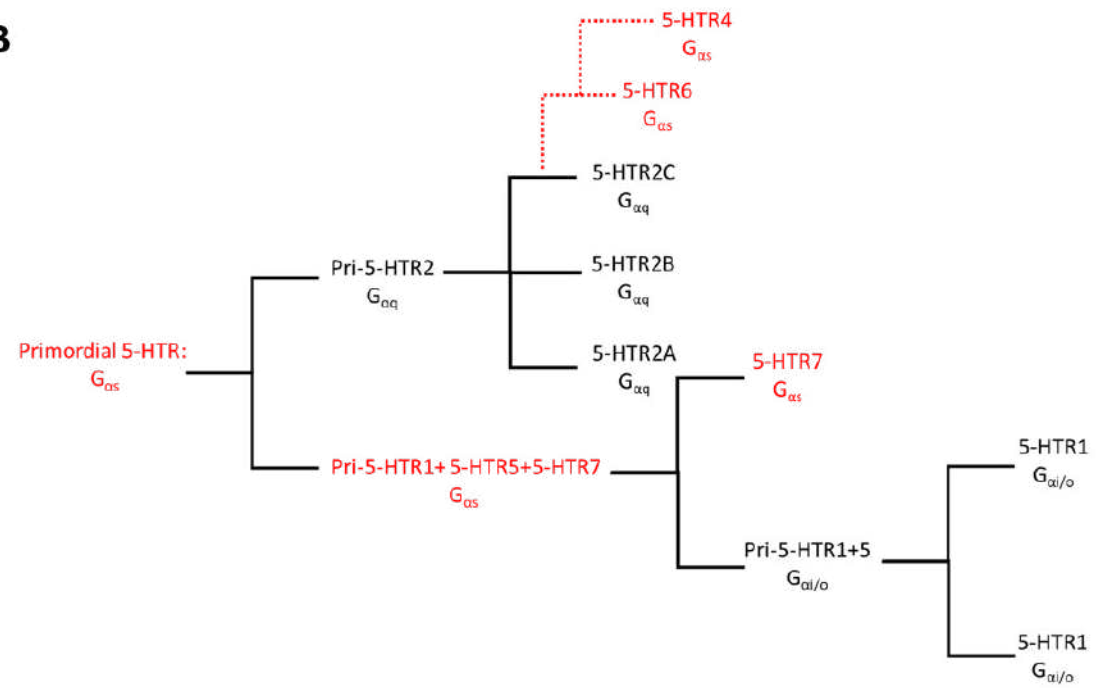 B
5-HTR4
Gαs
5-HTR6
Gαs
5-HTR2C
Gαq
Pri-5-HTR2
Gαq
5-HTR2B
Gαq
Primordial 5-HTR:
Gαs
5-HTR2A
Gαq
5-HTR7
Gαs
Pri-5-HTR1+ 5-HTR5+5-HTR7
Gαs
5-HTR1
Gαi/o
Pri-5-HTR1+5
Gαi/o
5-HTR1
Gαi/o